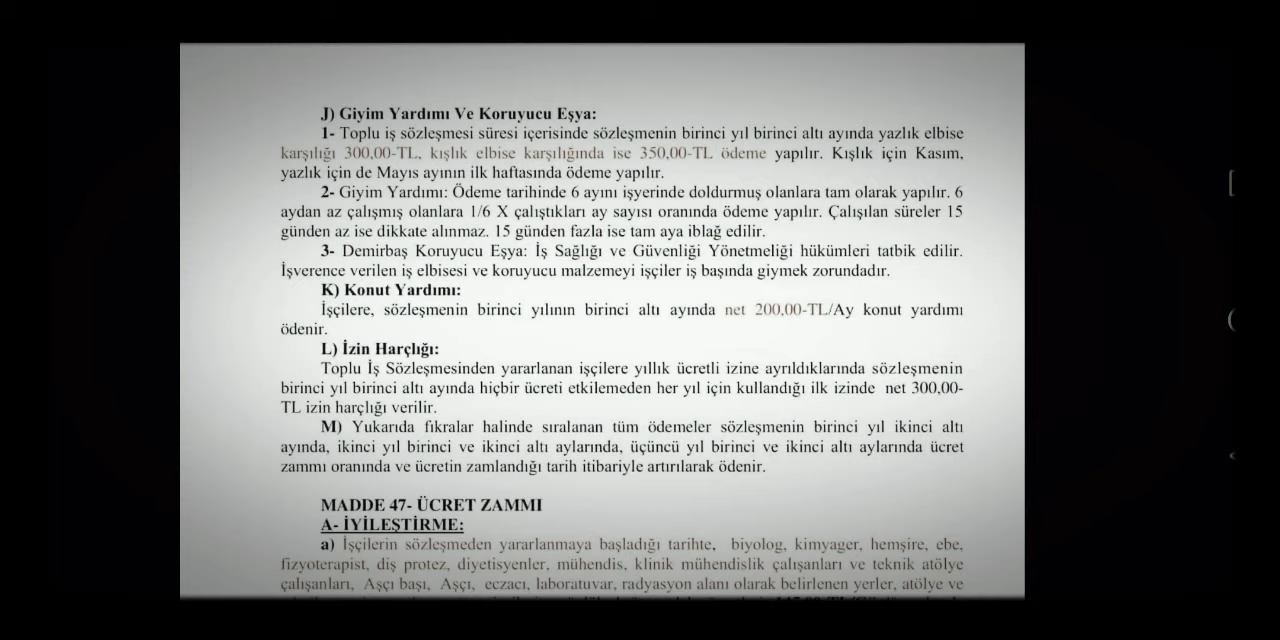 J) Giyim Yardımı Ve Koruyucu Eşya:
1- Toplu iş sözleşmesi süresi içerisinde sözleşmenin birinci yıl birinci altı ayında yazlık elbise
karşılığı 300,00-TL, kışlık elbise karşılığında ise 350,00-TL ödeme yapılır. Kışlık için Kasım,
yazlık için de Mayıs ayının ilk haftasında ödeme yapılır.
2- Giyim Yardımı: Ödeme tarihinde 6 ayını işyerinde doldurmuş olanlara tam olarak yapılır. 6
aydan az çalışmış olanlara 1/6 X çalıştıkları ay sayısı oranında ödeme yapılır. Çalışılan süreler 15
günden az ise dikkate alınmaz. 15 günden fazla ise tam aya iblağ edilir.
3- Demirbaş Koruyucu Eşya: İş Sağlığı ve Güvenliği Yönetmeliği hükümleri tatbik edilir.
İşverence verilen iş elbisesi ve koruyucu malzemeyi işçiler iş başında giymek zorundadır.
K) Konut Yardımı:
İşçilere, sözleşmenin birinci yılının birinci altı ayında net 200,00-TL/Ay konut yardımı
ödenir.
L) İzin Harçlığı:
Toplu İş Sözleşmesinden yararlanan işçilere yıllık ücretli izine ayrıldıklarında sözleşmenin
birinci yıl birinci altı ayında hiçbir ücreti etkilemeden her yıl için kullandığı ilk izinde net 300,00-
TL izin harçlığı verilir.
M) Yukarıda fıkralar halinde sıralanan tüm ödemeler sözleşmenin birinci yıl ikinci altı
ayında, ikinci yıl birinci ve ikinci altı aylarında, üçüncü yıl birinci ve ikinci altı aylarında ücret
zammı oranında ve ücretin zamlandığı tarih itibariyle artırılarak ödenir.
MADDE 47- ÜCRET ZAMMI
A- İYİLEŞTİRME:
a) İşçilerin sözleşmeden yararlanmaya başladığı tarihte, biyolog, kimyager, hemşire, ebe,
fizyoterapist, diş protez, diyetisyenler, mühendis, klinik mühendislik çalışanları ve teknik atölye
çalışanları, Aşçı başı, Aşçı, eczacı, laboratuvar, radyasyon alanı olarak belirlenen yerler, atölye ve